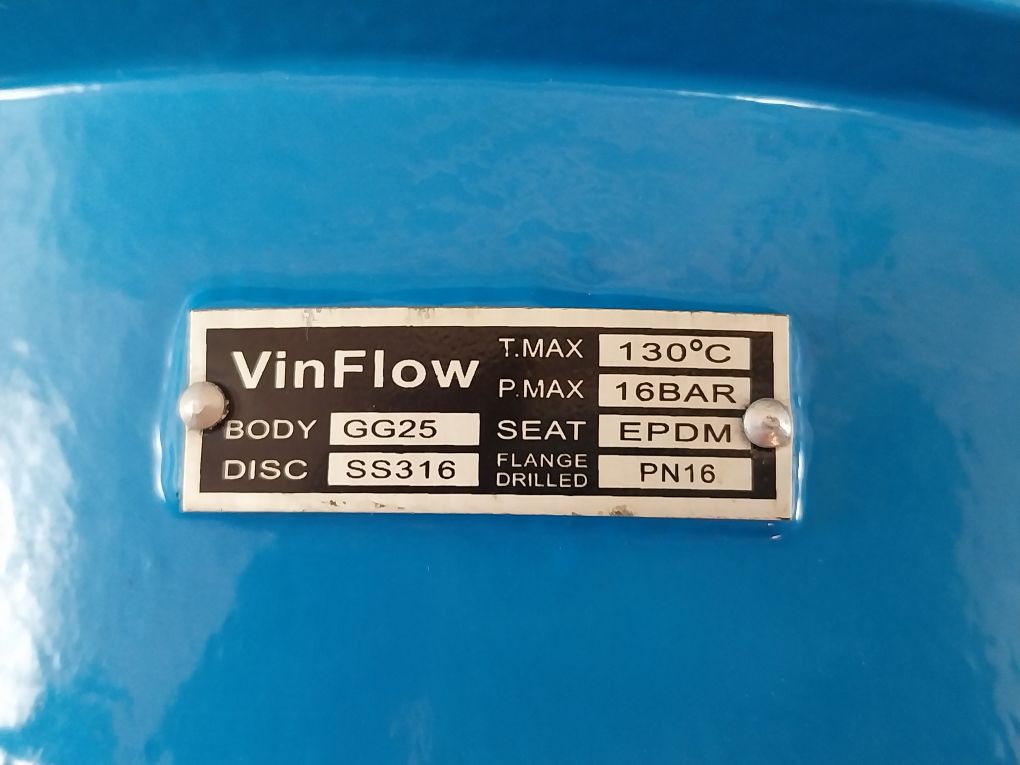 VinFlow
T.MAX 130°C
P.MAX 16BAR
BODY GG25
SEAT EPDM
DISC SS316
FLANGE DRILLED PN16